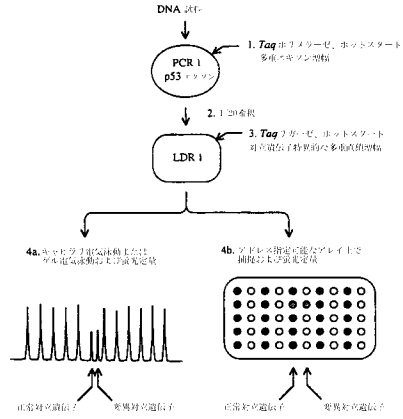 DNA 試料
1. Taq ポリメラーゼ、ホットスタート
多重エキソン増幅
PCR I
p53 エクソン
2. 1/20希釈
3. Taq リガーゼ、ホットスタート
対立遺伝子特異的な多重直線増幅
LDR I
4a. キャピラリ電気泳動または
ゲル電気泳動および蛍光定量
4b. アドレス指定可能なアレイ上で
捕捉および蛍光定量
正常対立遺伝子
変異対立遺伝子
正常対立遺伝子
変異対立遺伝子